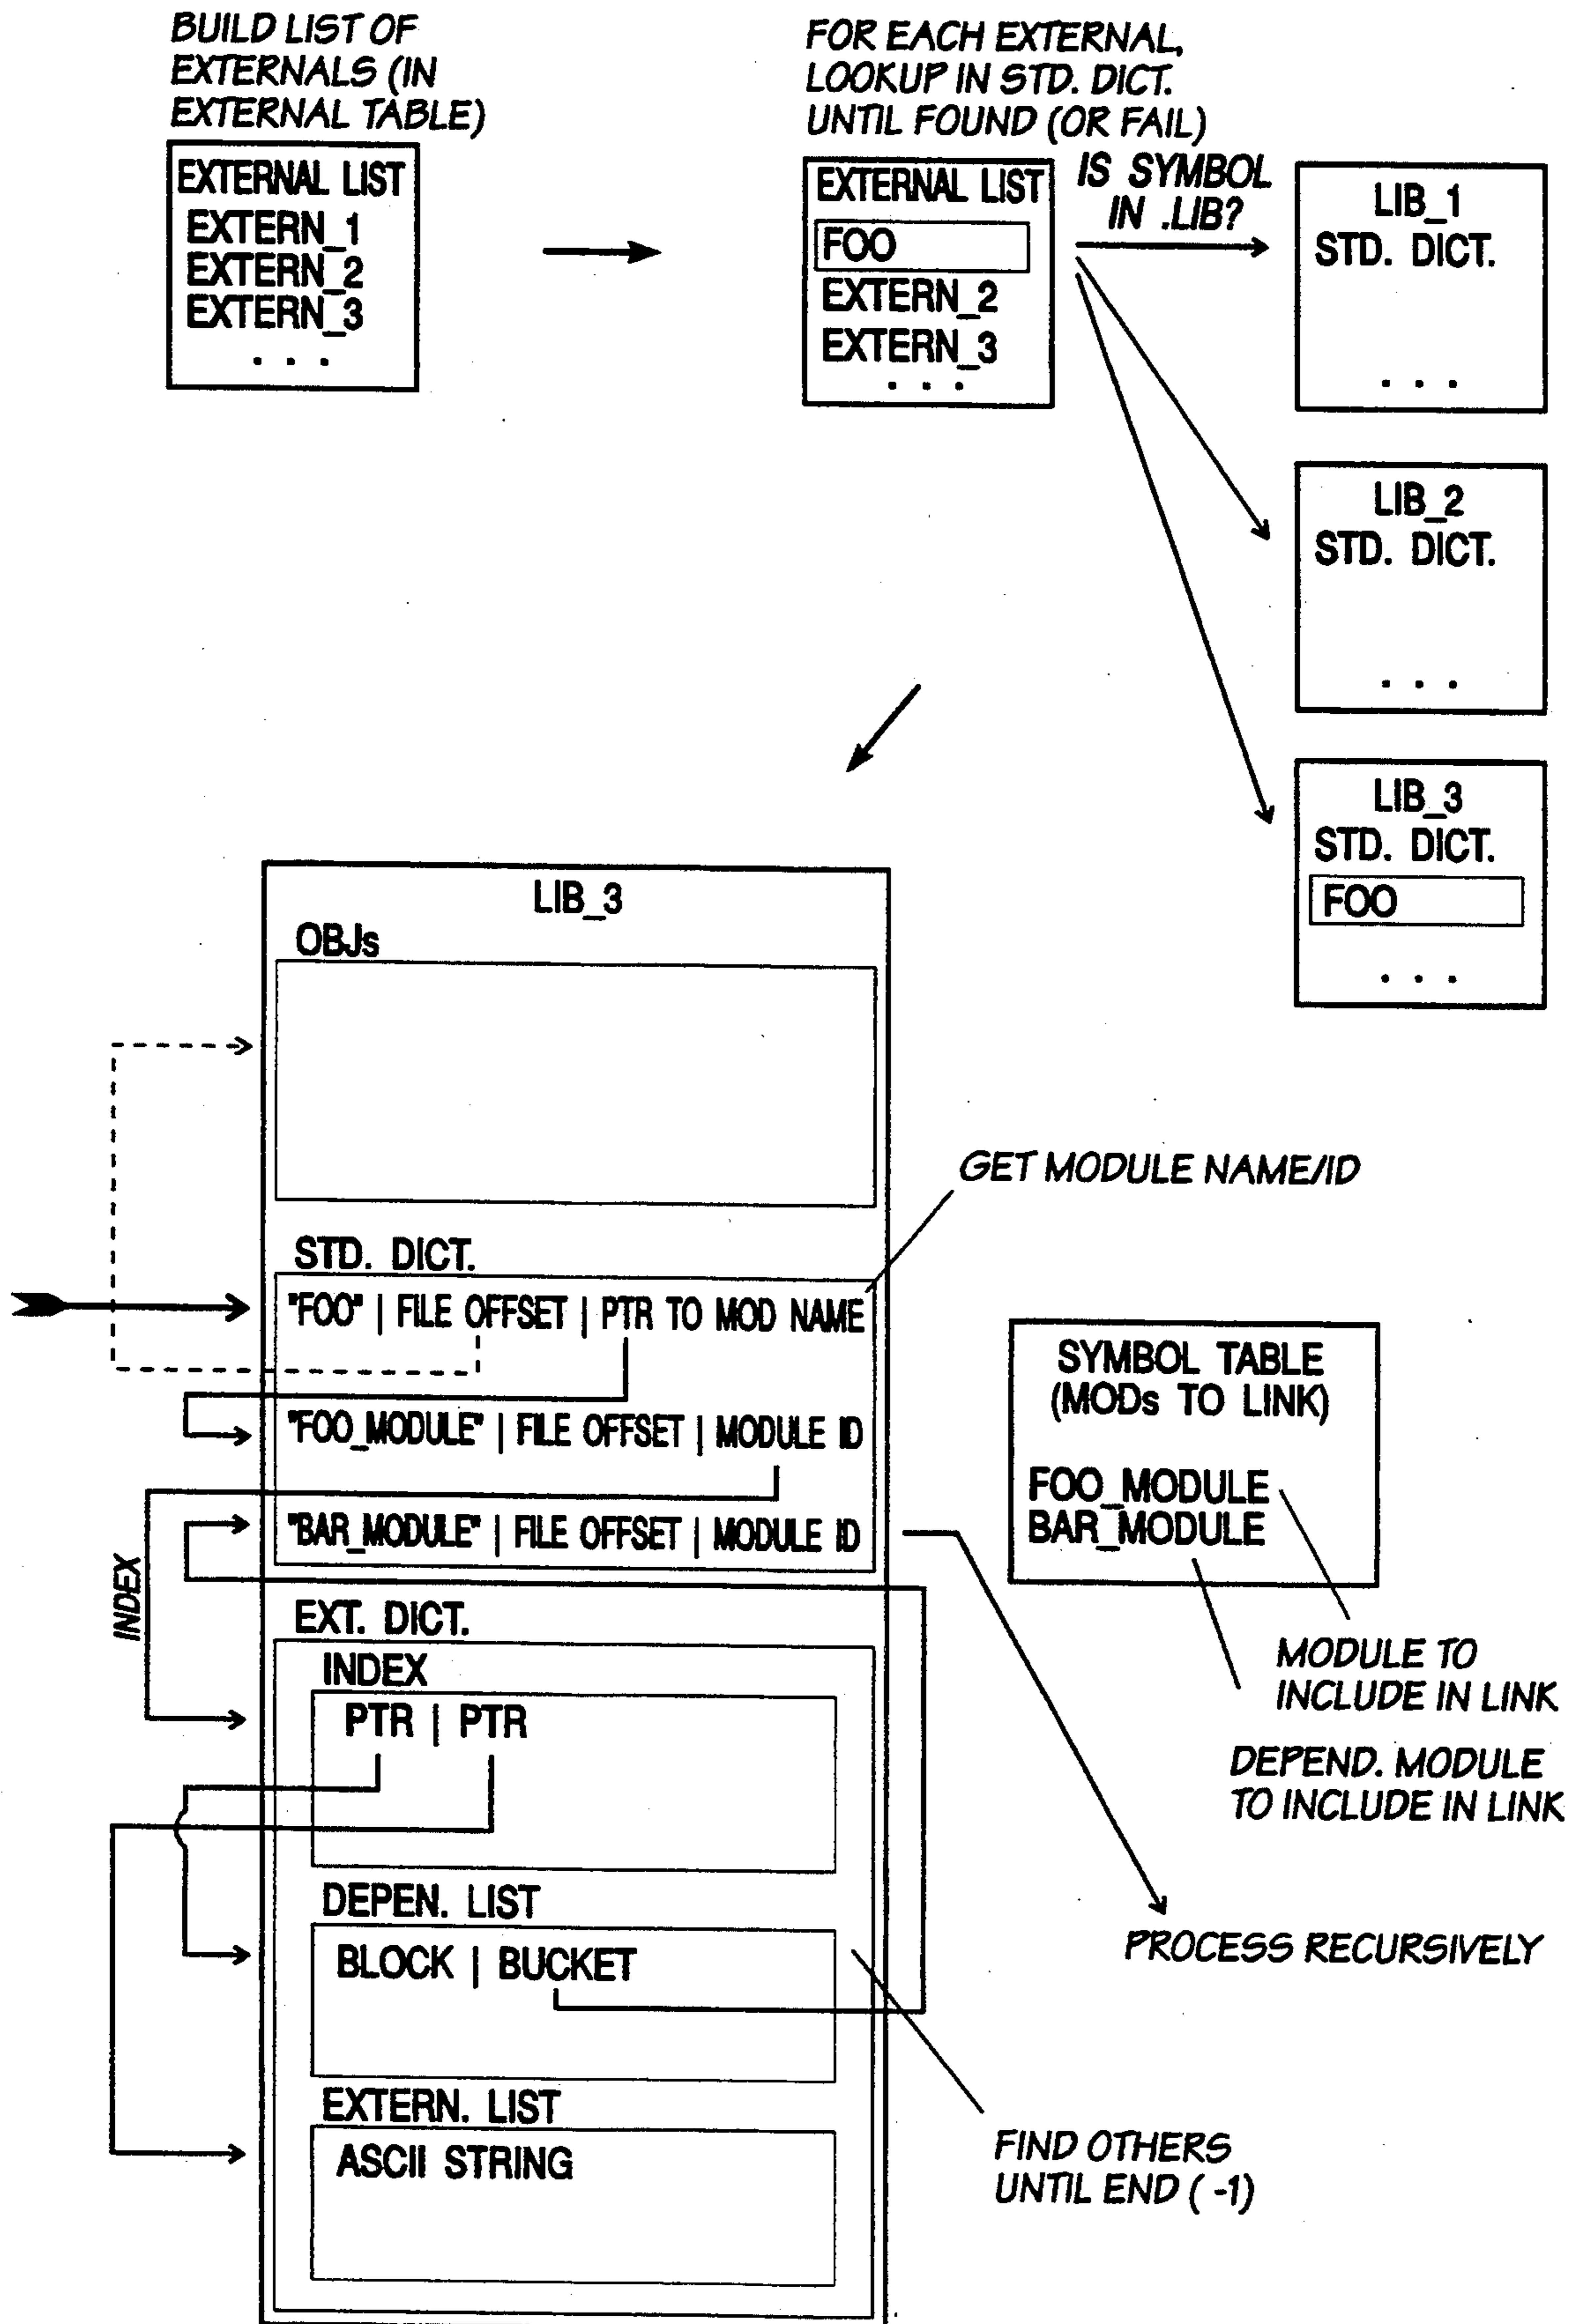 BUILD LIST OF
EXTERNALS (IN
EXTERNAL TABLE)
EXTERNAL LIST
EXTERN_1
EXTERN_2
EXTERN_3
. . .
FOR EACH EXTERNAL,
LOOKUP IN STD. DICT.
UNTIL FOUND (OR FAIL)
EXTERNAL LIST
FOO
EXTERN_2
EXTERN_3
. . .
IS SYMBOL
IN .LIB?
LIB_1
STD. DICT.
. . .
LIB_2
STD. DICT.
. . .
LIB_3
STD. DICT.
FOO
. . .
LIB_3
OBJs
GET MODULE NAME/ID
STD. DICT.
"FOO" | FILE OFFSET | PTR TO MOD NAME
"FOO_MODULE" | FILE OFFSET | MODULE ID
"BAR_MODULE" | FILE OFFSET | MODULE ID
INDEX
SYMBOL TABLE
(MODs TO LINK)
FOO_MODULE
BAR_MODULE
MODULE TO
INCLUDE IN LINK
DEPEND. MODULE
TO INCLUDE IN LINK
EXT. DICT.
INDEX
PTR | PTR
DEPEN. LIST
BLOCK | BUCKET
PROCESS RECURSIVELY
EXTERN. LIST
ASCII STRING
FIND OTHERS
UNTIL END ( -1)